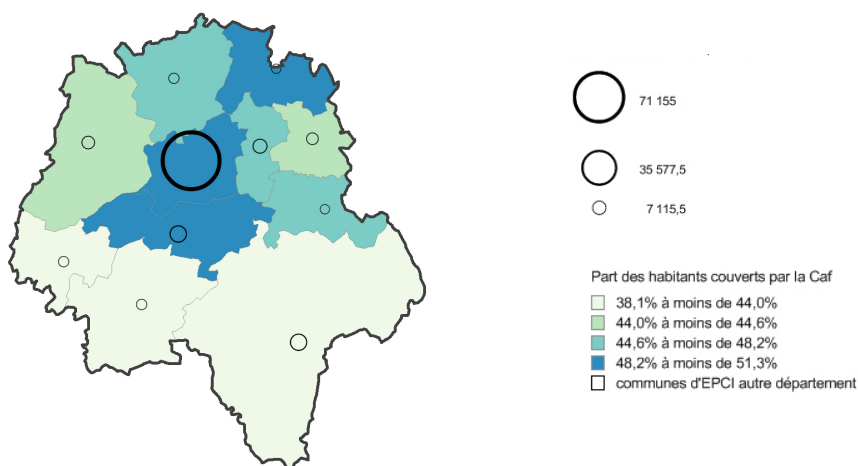 71 155
35 577,5
7 115,5
Part des habitants couverts par la Caf
38,1% à moins de 44,0%
44,0% à moins de 44,6%
44,6% à moins de 48,2%
48,2% à moins de 51,3%
communes d'EPCI autre département